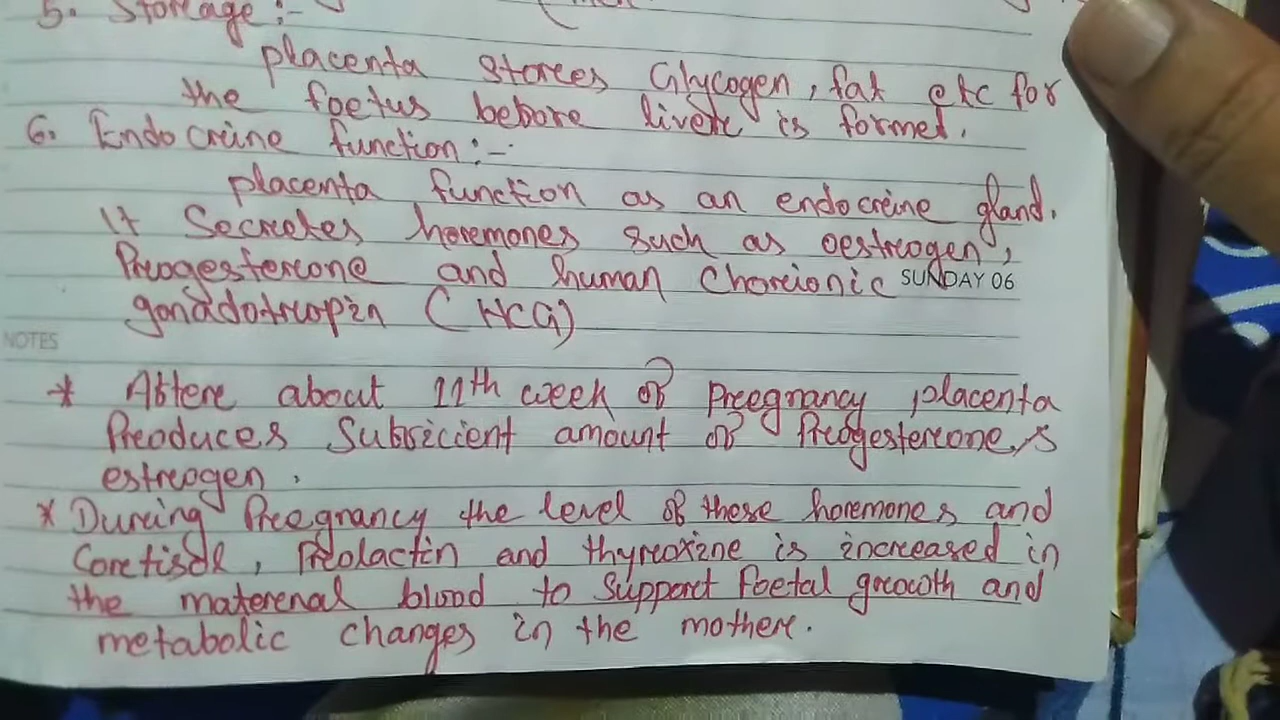 5. Storage :-
placenta stores Glycogen, fat etc for
the foetus before liver is formed.
6. Endocrine function :-
placenta function as an endocrine gland.
It Secretes hormones such as oestrogen,
Progesterone and human Chorionic SUNDAY 06
gonadotropin (HCG)
NOTES
* After about 11th week of Pregnancy placenta
Produces Sufficient amount of Progesterone &
estrogen.
* During Pregnancy the level of these hormones and
Cortisol, Prolactin and thyroxine is increased in
the maternal blood to Support foetal growth and
metabolic changes in the mother.